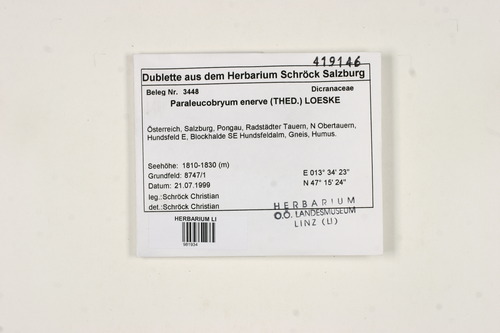 419146
Dublette aus dem Herbarium Schröck Salzburg
Beleg Nr. 3448 Dicranaceae
Paraleucobryum enerve (THED.) LOESKE
Österreich, Salzburg, Pongau, Radstädter Tauern, N Obertauern,
Hundsfeld E, Blockhalde SE Hundsfeldalm, Gneis, Humus.
Seehöhe: 1810-1830 (m)
Grundfeld: 8747/1
Datum: 21.07.1999
leg.:Schröck Christian
det.:Schröck Christian
E 013° 34' 23"
N 47° 15' 24"
HERBARIUM
O.Ö. LANDESMUSEUM
LINZ (LI)
HERBARIUM LI
981934